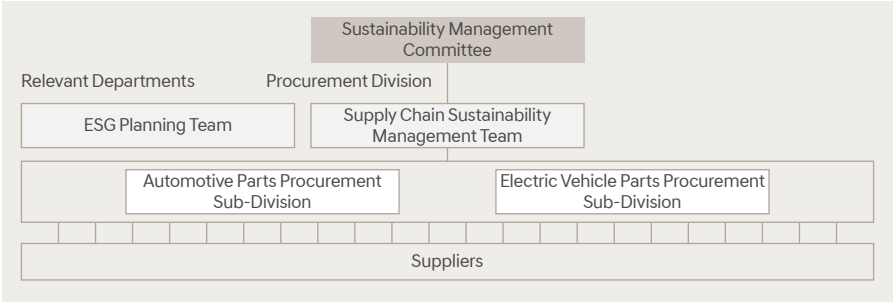 Sustainability Management
Committee
Relevant Departments
Procurement Division
ESG Planning Team
Supply Chain Sustainability
Management Team
Automotive Parts Procurement
Sub-Division
Electric Vehicle Parts Procurement
Sub-Division
Suppliers